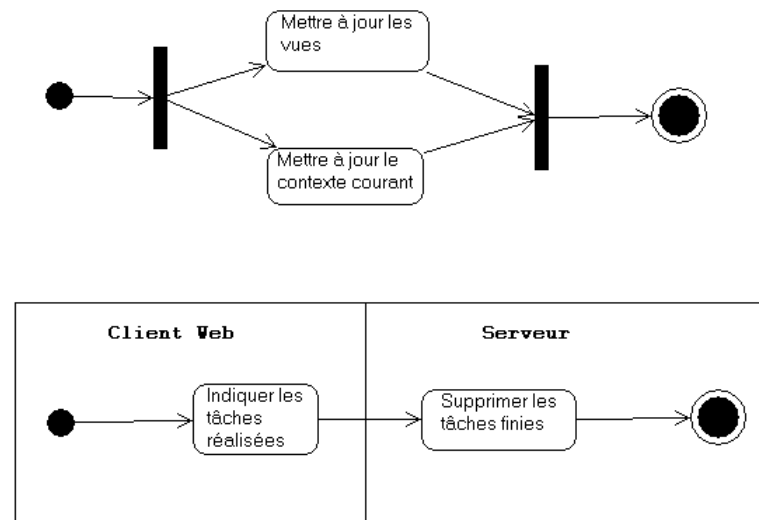 Mettre à jour les
vues
Mettre à jour le
contexte courant
Client Web
Serveur
Indiquer les
tâches
réalisées
Supprimer les
tâches finies